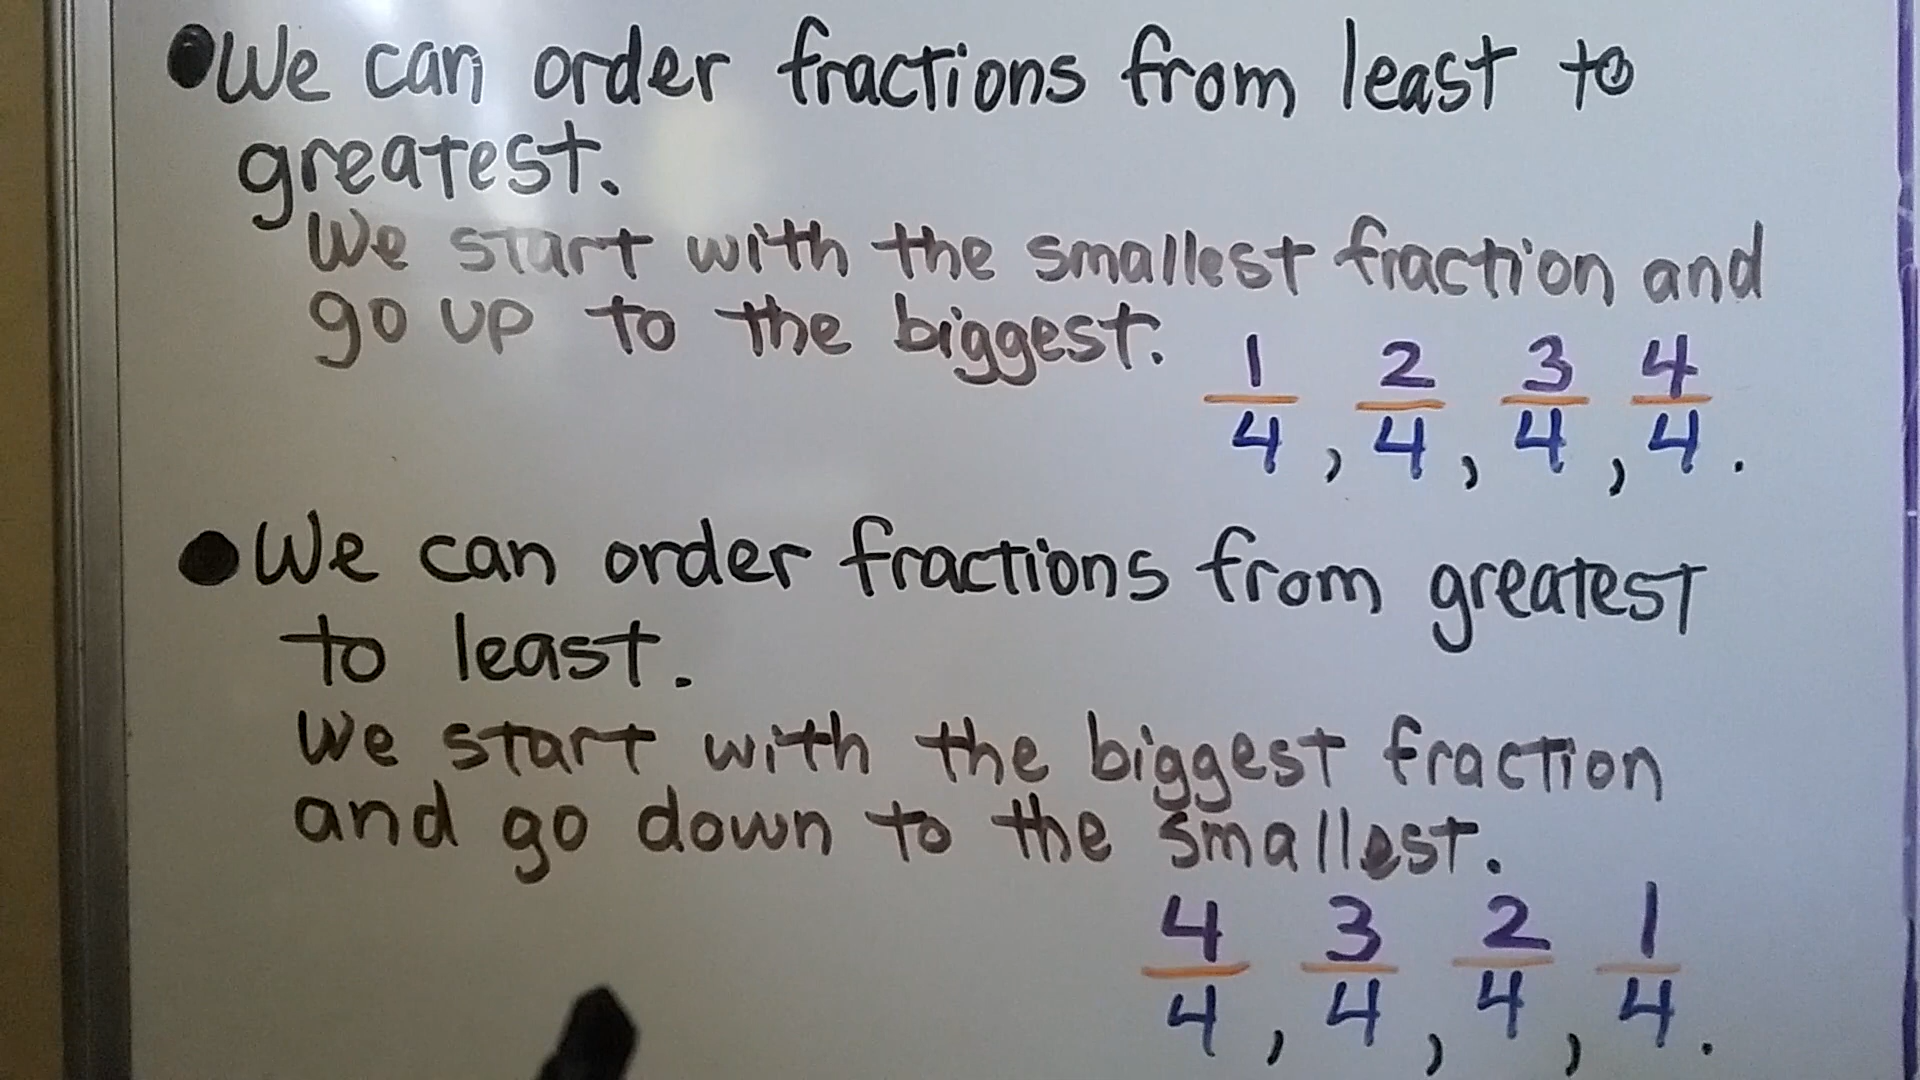 ●We can order fractions from least to
greatest.
We start with the smallest fraction and
go up to the biggest.
1/4, 2/4, 3/4, 4/4.
●We can order fractions from greatest
to least.
We start with the biggest fraction
and go down to the smallest.
4/4, 3/4, 2/4, 1/4.